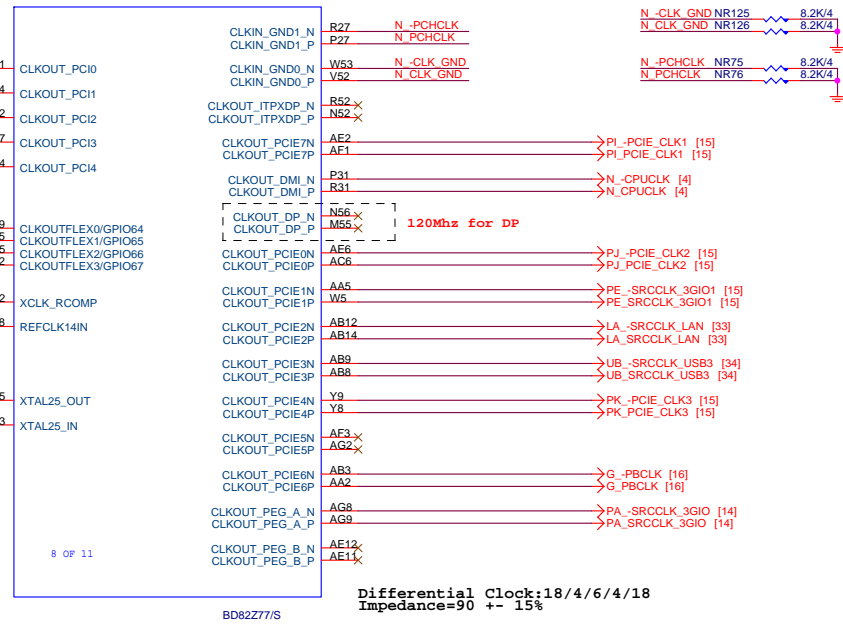 CLKOUT_PCI0
CLKOUT_PCI1
CLKOUT_PCI2
CLKOUT_PCI3
CLKOUT_PCI4
CLKOUTFLEX0/GPIO64
CLKOUTFLEX1/GPIO65
CLKOUTFLEX2/GPIO66
CLKOUTFLEX3/GPIO67
XCLK_RCOMP
REFCLK14IN
XTAL25_OUT
XTAL25_IN
8 OF 11
CLKIN_GND1_N R27 N_-PCHCLK
CLKIN_GND1_P P27 N_PCHCLK
CLKIN_GND0_N W53 N_-CLK_GND
CLKIN_GND0_P V52 N_CLK_GND
CLKOUT_ITPXDP_N R52
CLKOUT_ITPXDP_P N52
CLKOUT_PCIE7N AE2 PI_-PCIE_CLK1 [15]
CLKOUT_PCIE7P AF1 PI_PCIE_CLK1 [15]
CLKOUT_DMI_N P31 N_-CPUCLK [4]
CLKOUT_DMI_P R31 N_CPUCLK [4]
CLKOUT_DP_N N56
CLKOUT_DP_P M55
120Mhz for DP
CLKOUT_PCIE0N AE6 PJ_-PCIE_CLK2 [15]
CLKOUT_PCIE0P AC6 PJ_PCIE_CLK2 [15]
CLKOUT_PCIE1N AA5 PE_-SRCCLK_3GIO1 [15]
CLKOUT_PCIE1P W5 PE_SRCCLK_3GIO1 [15]
CLKOUT_PCIE2N AB12 LA_-SRCCLK_LAN [33]
CLKOUT_PCIE2P AB14 LA_SRCCLK_LAN [33]
CLKOUT_PCIE3N AB9 UB_-SRCCLK_USB3 [34]
CLKOUT_PCIE3P AB8 UB_SRCCLK_USB3 [34]
CLKOUT_PCIE4N Y9 PK_-PCIE_CLK3 [15]
CLKOUT_PCIE4P Y8 PK_PCIE_CLK3 [15]
CLKOUT_PCIE5N AF3
CLKOUT_PCIE5P AG2
CLKOUT_PCIE6N AB3 G_-PBCLK [16]
CLKOUT_PCIE6P AA2 G_PBCLK [16]
CLKOUT_PEG_A_N AG8 PA_-SRCCLK_3GIO [14]
CLKOUT_PEG_A_P AG9 PA_SRCCLK_3GIO [14]
CLKOUT_PEG_B_N AE12
CLKOUT_PEG_B_P AE11
N_-CLK_GND NR125 8.2K/4
N_CLK_GND NR126 8.2K/4
N_-PCHCLK NR75 8.2K/4
N_PCHCLK NR76 8.2K/4
Differential Clock:18/4/6/4/18
Impedance=90 +- 15%
BD82Z77/S